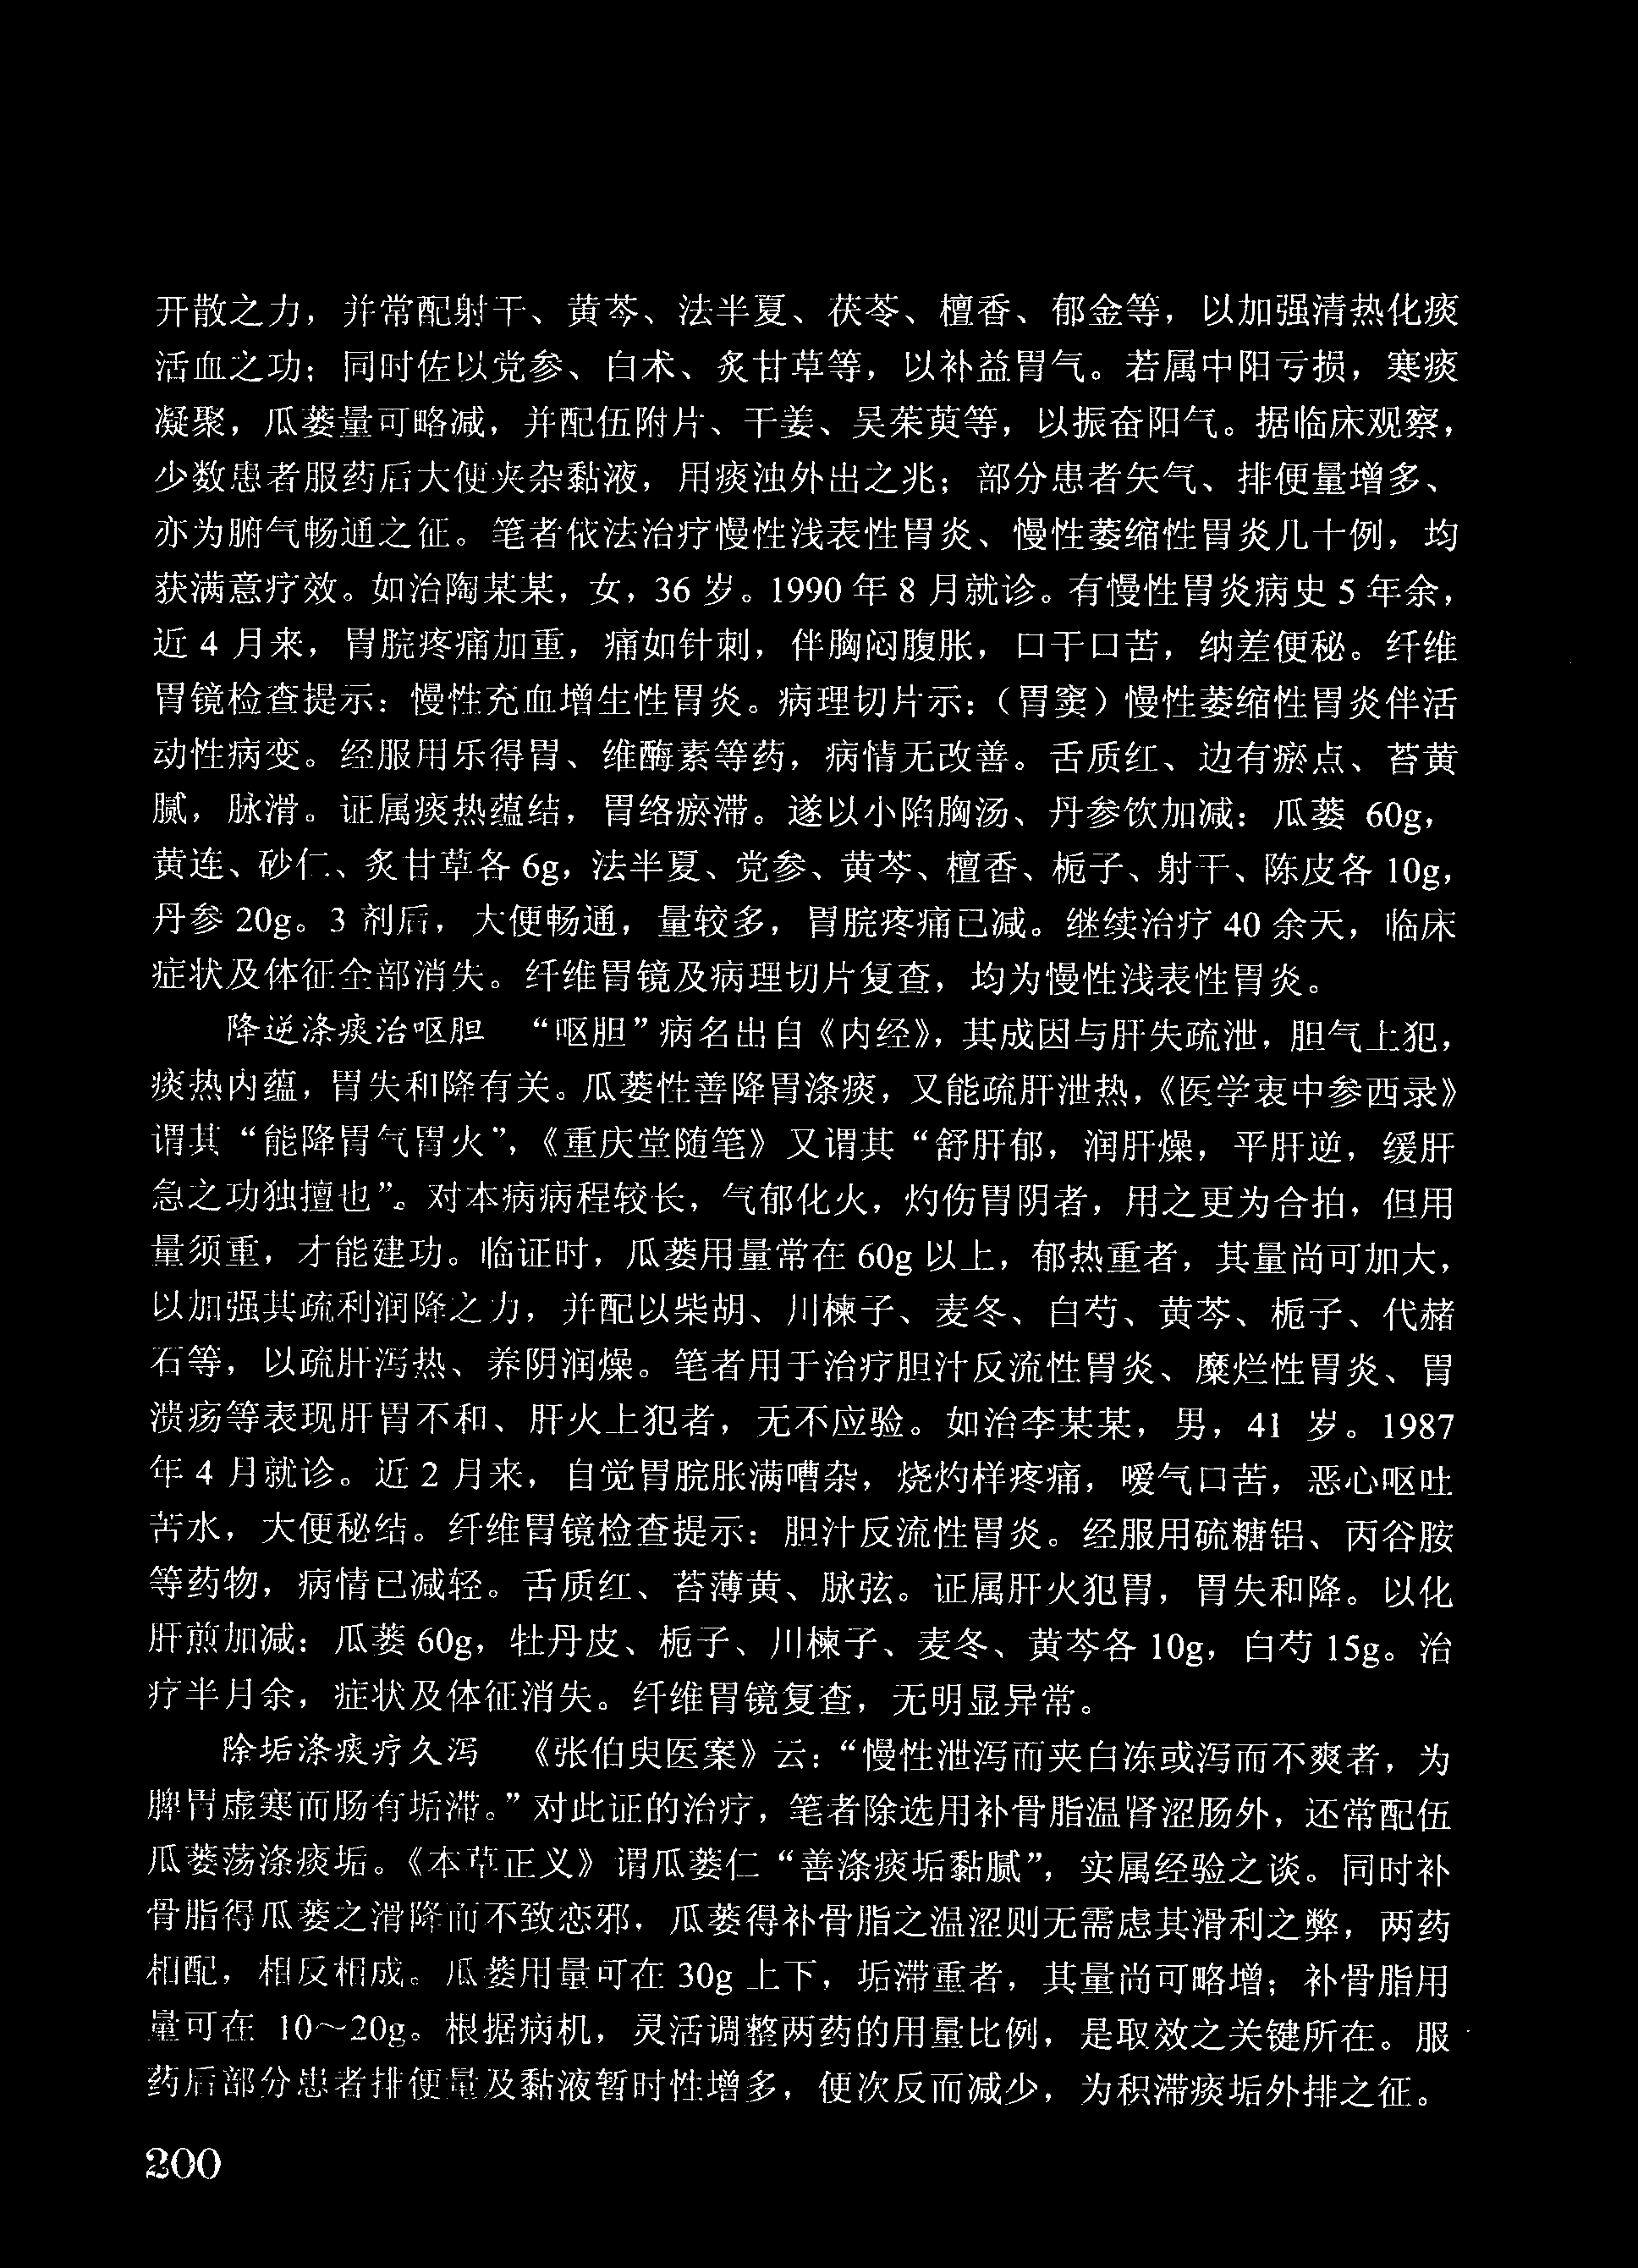 开散之力，并常配射干、黄芩、法半夏、茯苓、檀香、郁金等，以加强清热化痰
活血之功；同时佐以党参、白术、炙甘草等，以补益胃气。若属中阳亏损，寒痰
凝聚，瓜蒌量可略减，并配伍附片、干姜、吴茱萸等，以振奋阳气。据临床观察，
少数患者服药后大便夹杂黏液，用痰浊外出之兆；部分患者矢气、排便量增多、
亦为腑气畅通之征。笔者依法治疗慢性浅表性胃炎、慢性萎缩性胃炎几十例，均
获满意疗效。如治陶某某，女，36 岁。1990 年 8 月就诊。有慢性胃炎病史 5 年余，
近 4 月来，胃脘疼痛加重，痛如针刺，伴胸闷腹胀，口干口苦，纳差便秘。纤维
胃镜检查提示：慢性充血增生性胃炎。病理切片示：（胃窦）慢性萎缩性胃炎伴活
动性病变。经服用乐得胃、维酶素等药，病情无改善。舌质红、边有瘀点、苔黄
腻，脉滑。证属痰热蕴结，胃络瘀滞。遂以小陷胸汤、丹参饮加减：瓜蒌 60g，
黄连、砂仁、炙甘草各 6g，法半夏、党参、黄芩、檀香、栀子、射干、陈皮各 10g，
丹参 20g。3 剂后，大便畅通，量较多，胃脘疼痛已减。继续治疗 40 余天，临床
症状及体征全部消失。纤维胃镜及病理切片复查，均为慢性浅表性胃炎。
降逆涤痰治呕胆　“呕胆”病名出自《内经》，其成因与肝失疏泄，胆气上犯，
痰热内蕴，胃失和降有关。瓜蒌性善降胃涤痰，又能疏肝泄热，《医学衷中参西录》
谓其“能降胃气胃火”，《重庆堂随笔》又谓其“舒肝郁，润肝燥，平肝逆，缓肝
急之功独擅也”。对本病病程较长，气郁化火，灼伤胃阴者，用之更为合拍，但用
量须重，才能建功。临证时，瓜蒌用量常在 60g 以上，郁热重者，其量尚可加大，
以加强其疏利润降之力，并配以柴胡、川楝子、麦冬、白芍、黄芩、栀子、代赭
石等，以疏肝泻热、养阴润燥。笔者用于治疗胆汁反流性胃炎、糜烂性胃炎、胃
溃疡等表现肝胃不和、肝火上犯者，无不应验。如治李某某，男，41 岁。1987
年 4 月就诊。近 2 月来，自觉胃脘胀满嘈杂，烧灼样疼痛，嗳气口苦，恶心呕吐
苦水，大便秘结。纤维胃镜检查提示：胆汁反流性胃炎。经服用硫糖铝、丙谷胺
等药物，病情已减轻。舌质红、苔薄黄、脉弦。证属肝火犯胃，胃失和降。以化
肝煎加减：瓜蒌 60g，牡丹皮、栀子、川楝子、麦冬、黄芩各 10g，白芍 15g。治
疗半月余，症状及体征消失。纤维胃镜复查，无明显异常。
除垢涤痰疗久泻　《张伯臾医案》云：“慢性泄泻而夹白冻或泻而不爽者，为
脾胃虚寒而肠有垢滞。”对此证的治疗，笔者除选用补骨脂温肾涩肠外，还常配伍
瓜蒌荡涤痰垢。《本草正义》谓瓜蒌仁“善涤痰垢黏腻”，实属经验之谈。同时补
骨脂得瓜蒌之滑降而不致恋邪，瓜蒌得补骨脂之温涩则无需虑其滑利之弊，两药
相配，相反相成。瓜蒌用量可在 30g 上下，垢滞重者，其量尚可略增；补骨脂用
量可在 10～20g。根据病机，灵活调整两药的用量比例，是取效之关键所在。服
药后部分患者排便量及黏液暂时性增多，便次反而减少，为积滞痰垢外排之征。
200